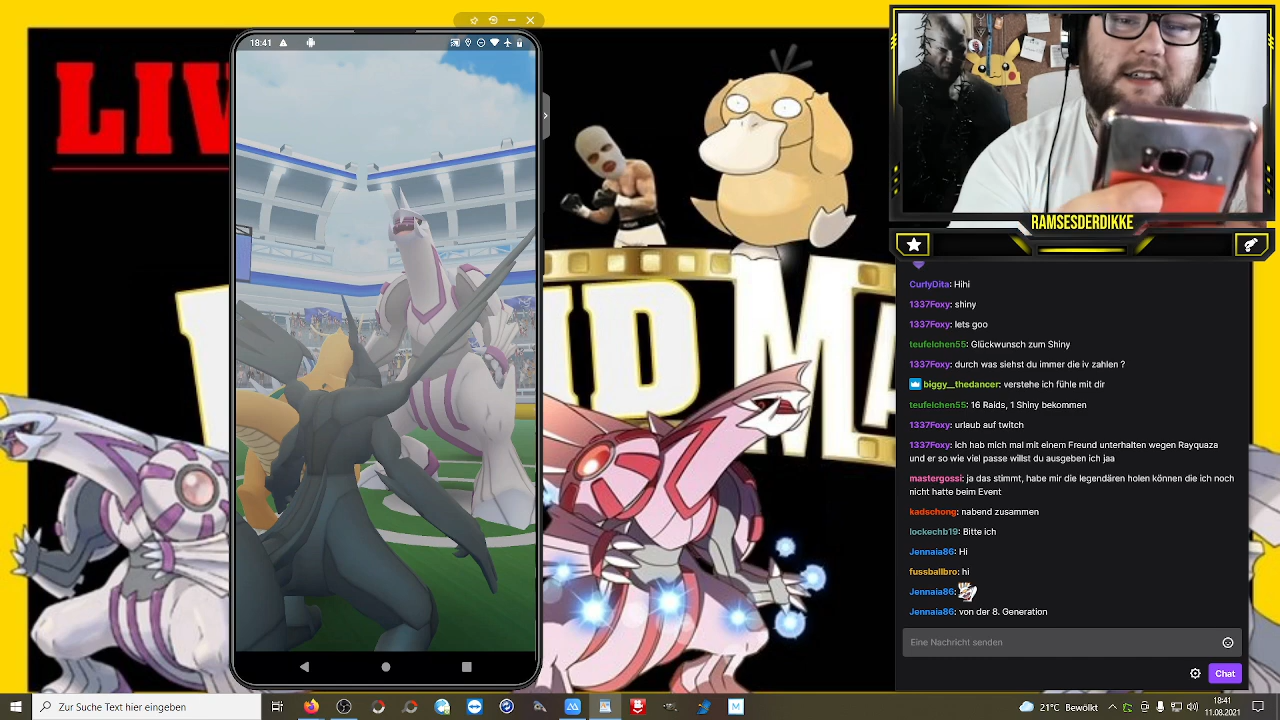 18:41
LIV
D MA
RAMSESDERDIKKE
CurlyDita: Hihi
1337Foxy: shiny
1337Foxy: lets goo
teufelchen55: Glückwunsch zum Shiny
1337Foxy: durch was siehst du immer die iv zahlen ?
biggy__thedancer: verstehe ich fühle mit dir
teufelchen55: 16 Raids, 1 Shiny bekommen
1337Foxy: urlaub auf twitch
1337Foxy: ich hab mich mal mit einem Freund unterhalten wegen Rayquaza
und er so wie viel passe willst du ausgeben ich jaa
mastergossi: ja das stimmt, habe mir die legendären holen können die ich noch
nicht hatte beim Event
kadschong: nabend zusammen
lockechb19: Bitte ich
Jennaia86: Hi
fussballbro: hi
Jennaia86:
Jennaia86: von der 8. Generation
Eine Nachricht senden
Chat
Zur Suche Text hier eingeben
21°C
18:41
11.08.2021